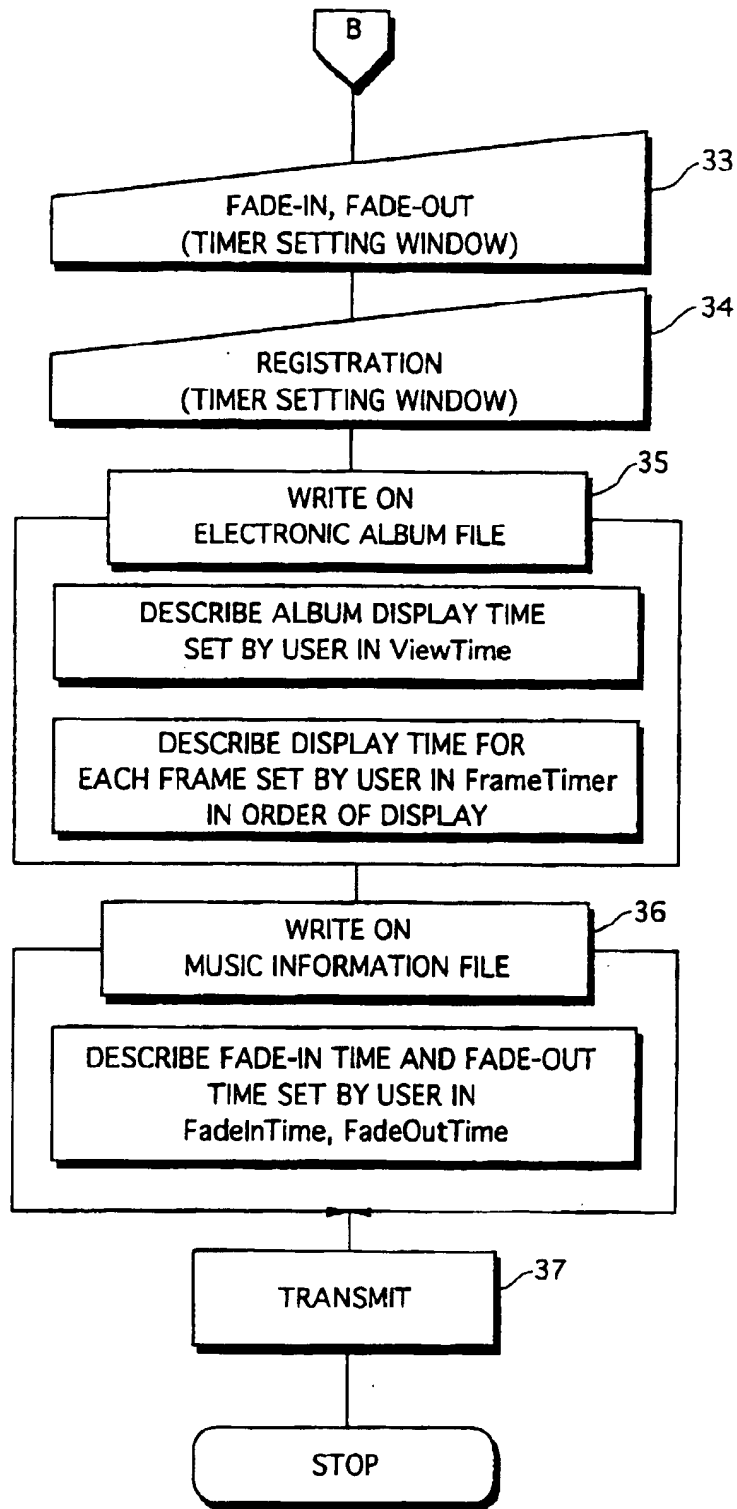 B
FADE-IN, FADE-OUT
(TIMER SETTING WINDOW)
33
REGISTRATION
(TIMER SETTING WINDOW)
34
WRITE ON
ELECTRONIC ALBUM FILE
35
DESCRIBE ALBUM DISPLAY TIME
SET BY USER IN ViewTime
DESCRIBE DISPLAY TIME FOR
EACH FRAME SET BY USER IN FrameTimer
IN ORDER OF DISPLAY
WRITE ON
MUSIC INFORMATION FILE
36
DESCRIBE FADE-IN TIME AND FADE-OUT
TIME SET BY USER IN
FadeInTime, FadeOutTime
TRANSMIT
37
STOP